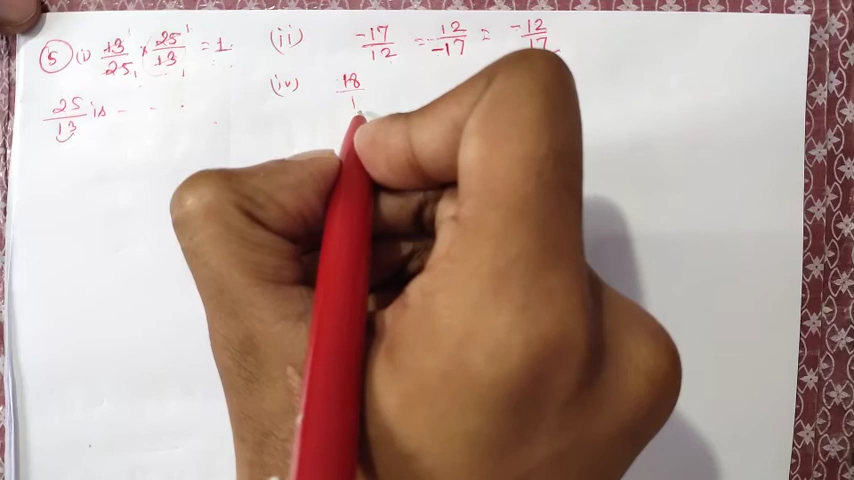 5 (i) 13/25 × 25/13 = 1. (ii) -17/12 = 12/-17 = -12/17
25/13 is - - . (iv) 18/1